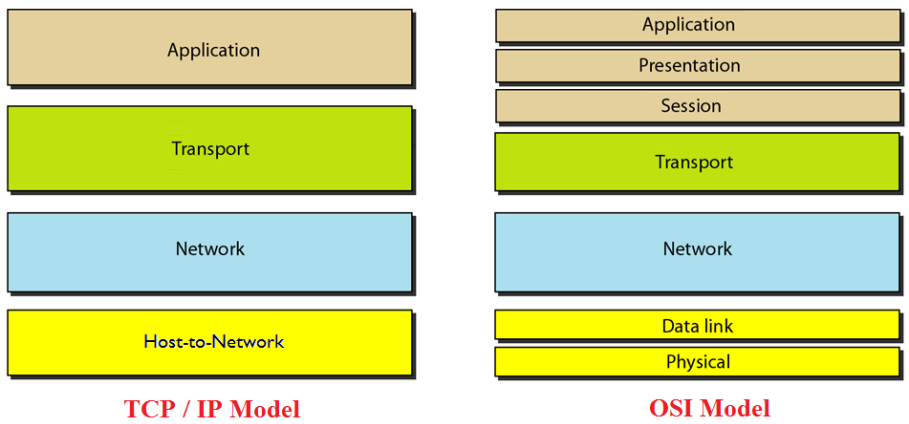 Application
Transport
Network
Host-to-Network
TCP / IP Model
Application
Presentation
Session
Transport
Network
Data link
Physical
OSI Model